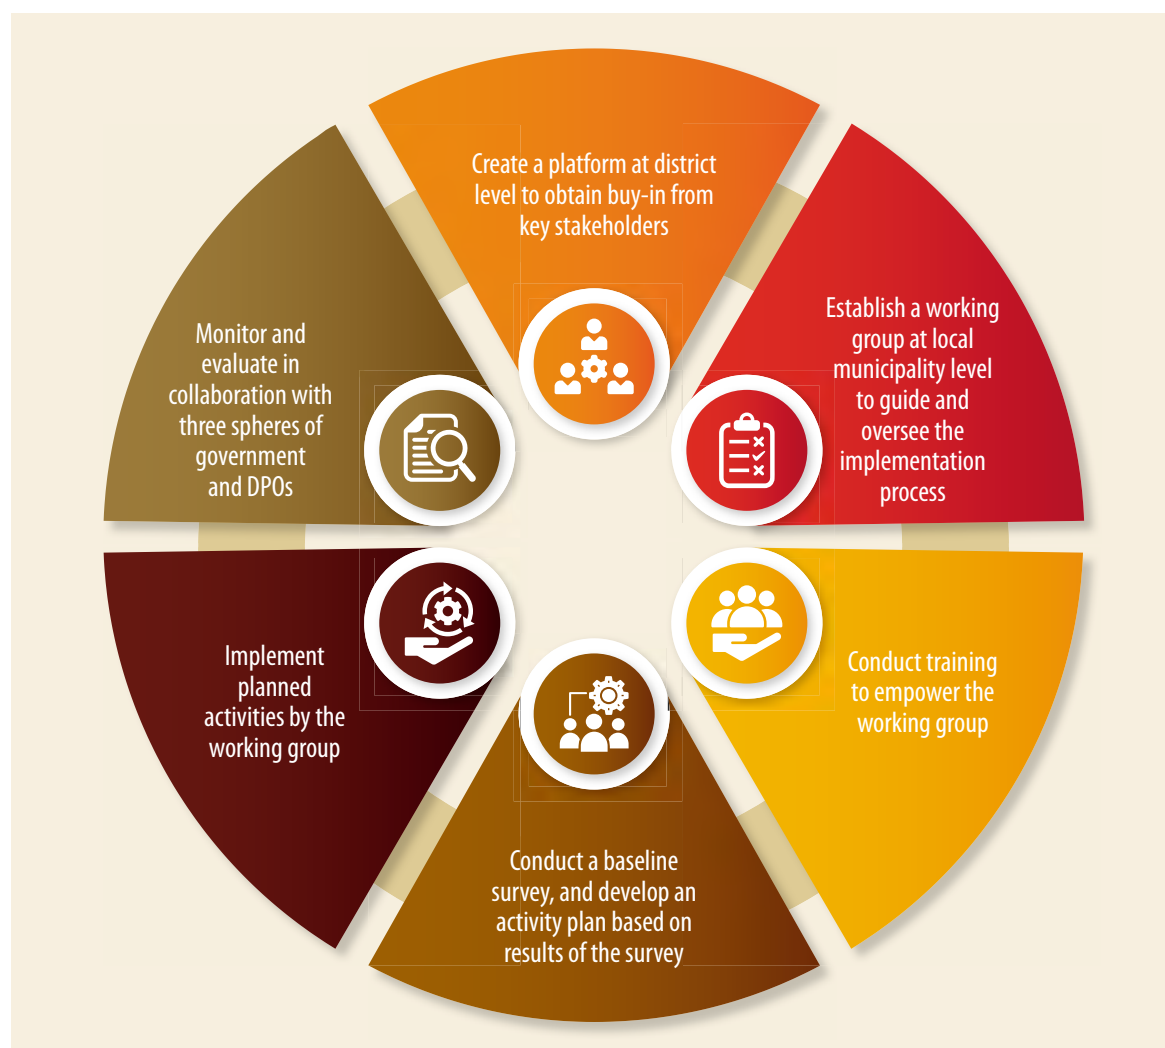 Create a platform at district
level to obtain buy-in from
key stakeholders
Establish a working
group at local
municipality level
to guide and
oversee the
implementation
process
Conduct training
to empower the
working group
Conduct a baseline
survey, and develop an
activity plan based on
results of the survey
Implement
planned
activities by the
working group
Monitor and
evaluate in
collaboration with
three spheres of
government
and DPOs